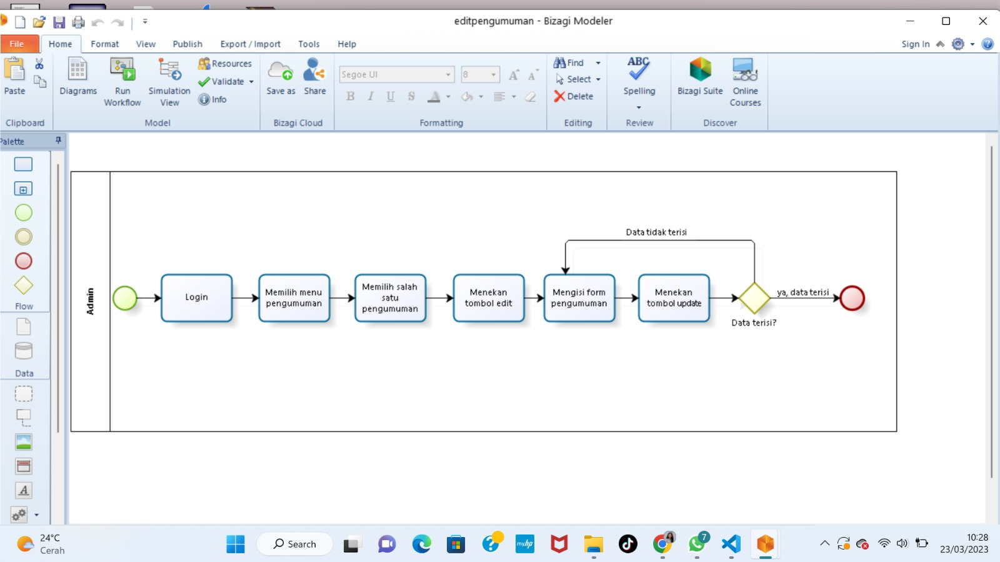 editpengumuman - Bizagi Modeler
File
Home
Format
View
Publish
Export / Import
Tools
Help
Sign In
Paste
Diagrams
Run
Workflow
Simulation
View
Resources
Validate
Info
Save as
Share
Segoe UI
8
B I U S A
Find
Select
Delete
ABC
Spelling
Bizagi Suite
Online
Courses
Clipboard
Model
Bizagi Cloud
Formatting
Editing
Review
Discover
Palette
Flow
Data
A
Admin
Login
Memilih menu
pengumuman
Memilih salah
satu
pengumuman
Menekan
tombol edit
Mengisi form
pengumuman
Menekan
tombol update
Data tidak terisi
ya, data terisi
Data terisi?
24°C
Cerah
Search
myhp
7
10:28
23/03/2023